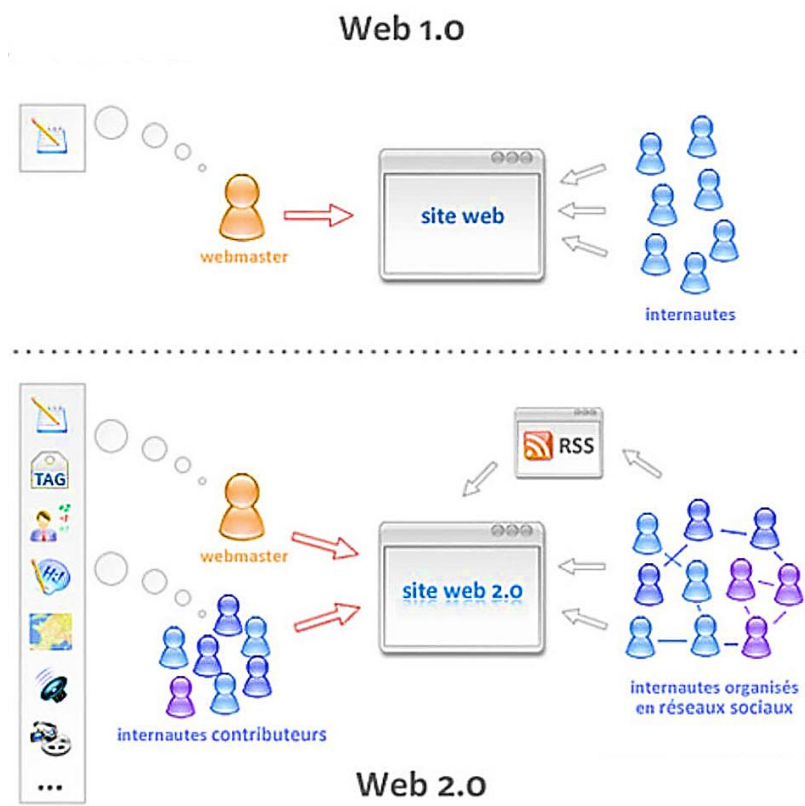 Web 1.0
site web
webmaster
internautes
RSS
TAG
webmaster
site web 2.0
internautes organisés
en réseaux sociaux
internautes contributeurs
...
Web 2.0